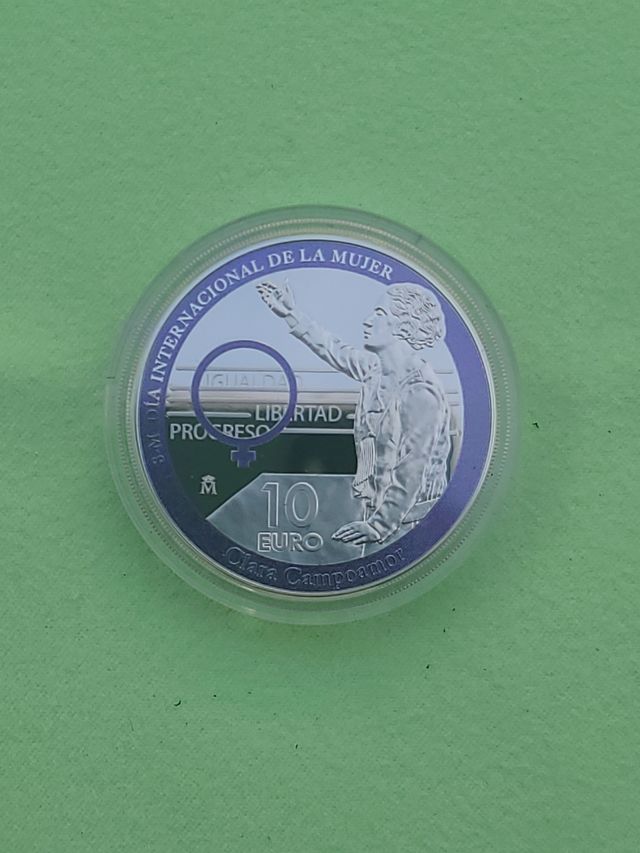 8-M DÍA INTERNACIONAL DE LA MUJER
IGUALDAD
LIBERTAD
PROGRESO
M
10
EURO
Clara Campoamor